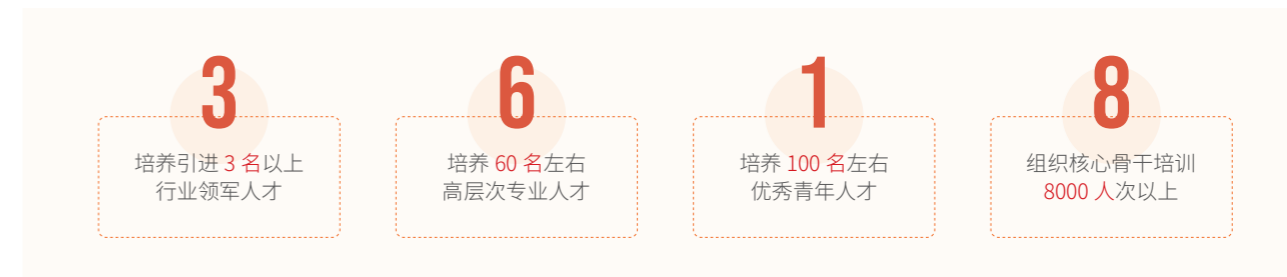 3
培养引进 3 名以上
行业领军人才
6
培养 60 名左右
高层次专业人才
1
培养 100 名左右
优秀青年人才
8
组织核心骨干培训
8000 人次以上